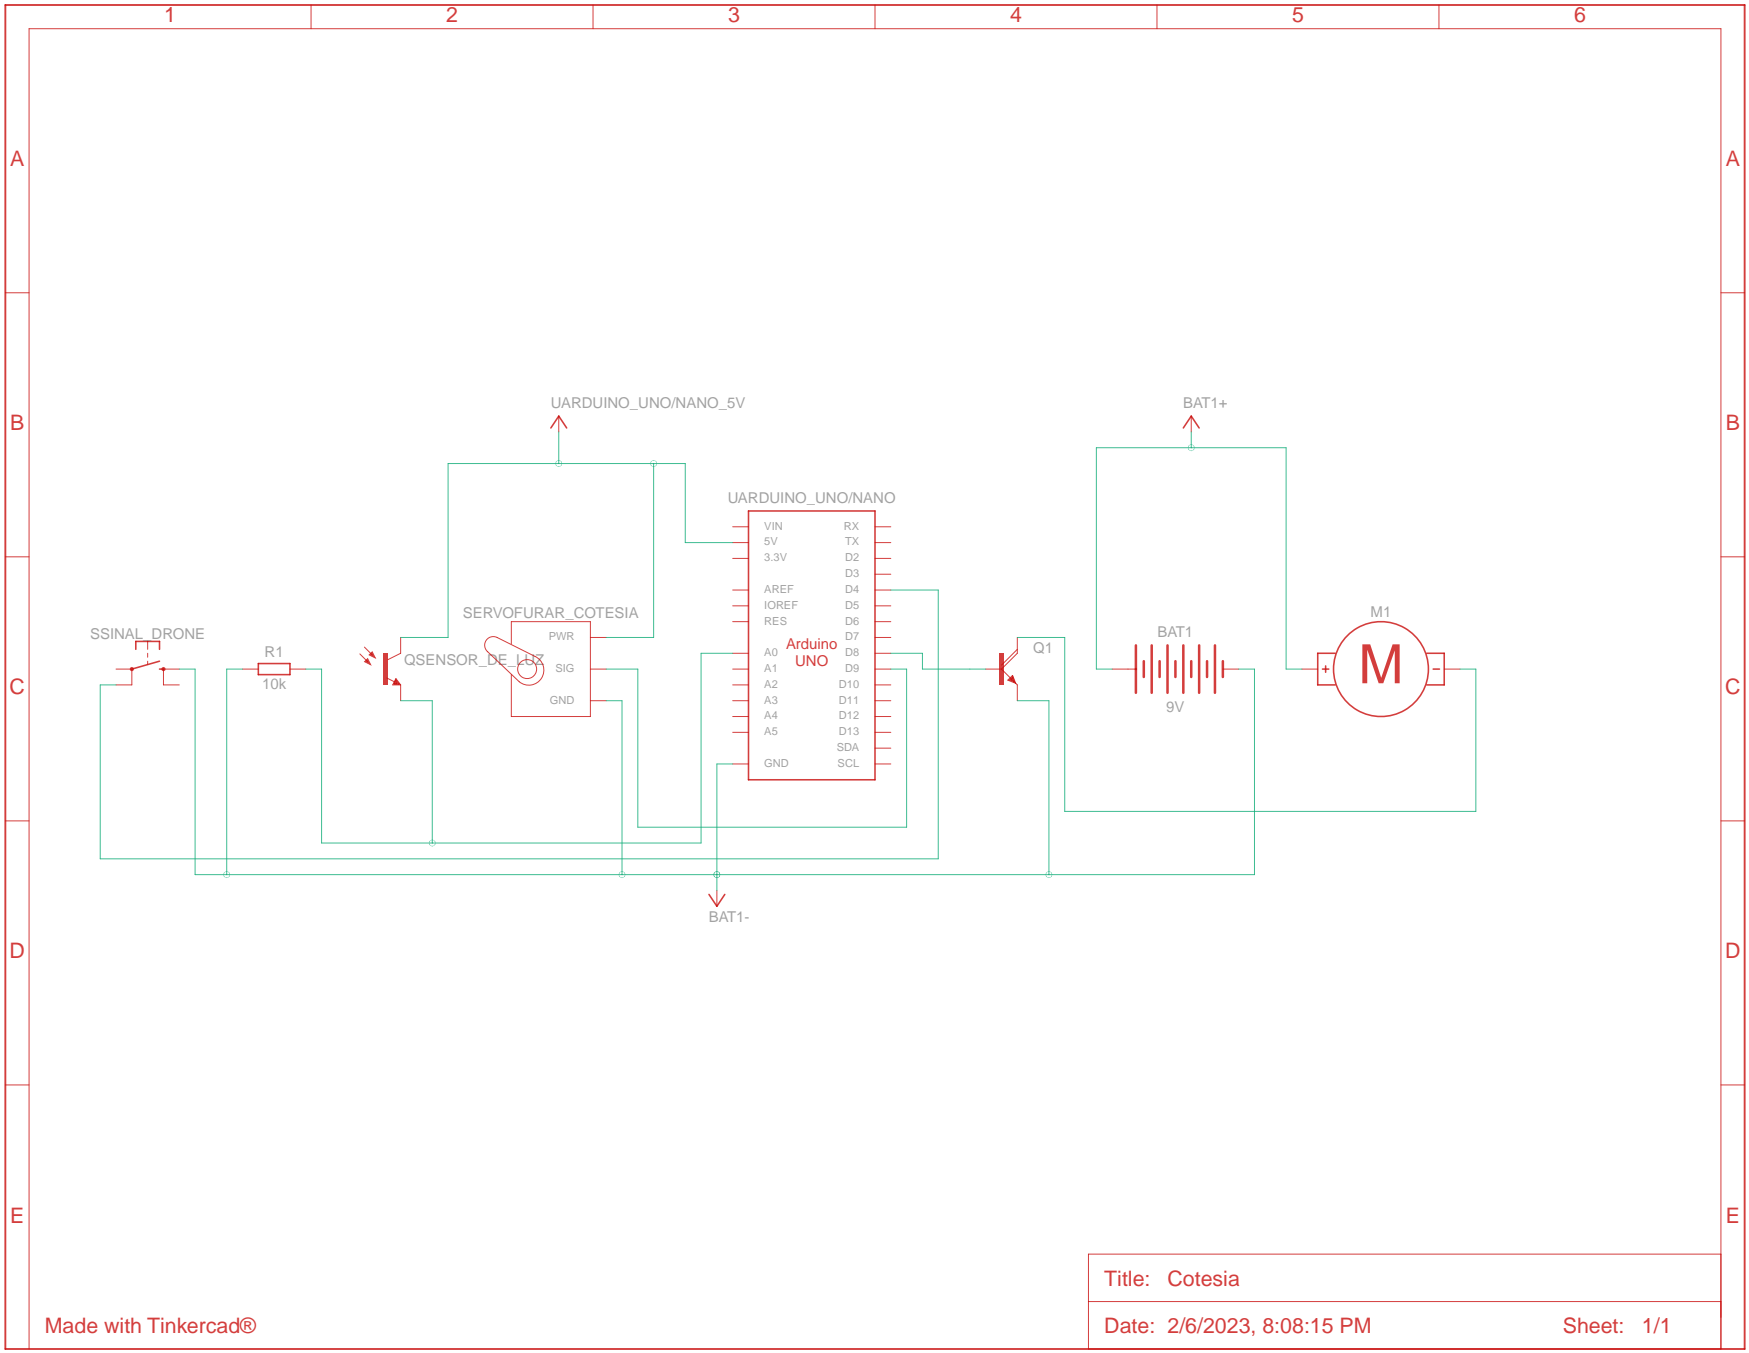 1 2 3 4 5 6
A A
B B
C C
D D
E E
UARDUINO_UNO/NANO_5V
BAT1+
UARDUINO_UNO/NANO
VIN RX
5V TX
3.3V D2
D3
AREF D4
IOREF D5
RES D6
D7
Arduino
UNO
A0 D8
A1 D9
A2 D10
A3 D11
A4 D12
A5 D13
SDA
GND SCL
SSINAL_DRONE
R1
10k
QSENSOR_DE_LUZ
SERVOFURAR_COTESIA
PWR
SIG
GND
Q1
BAT1
9V
M1
+ M -
BAT1-
Title: Cotesia
Date: 2/6/2023, 8:08:15 PM Sheet: 1/1
Made with Tinkercad®